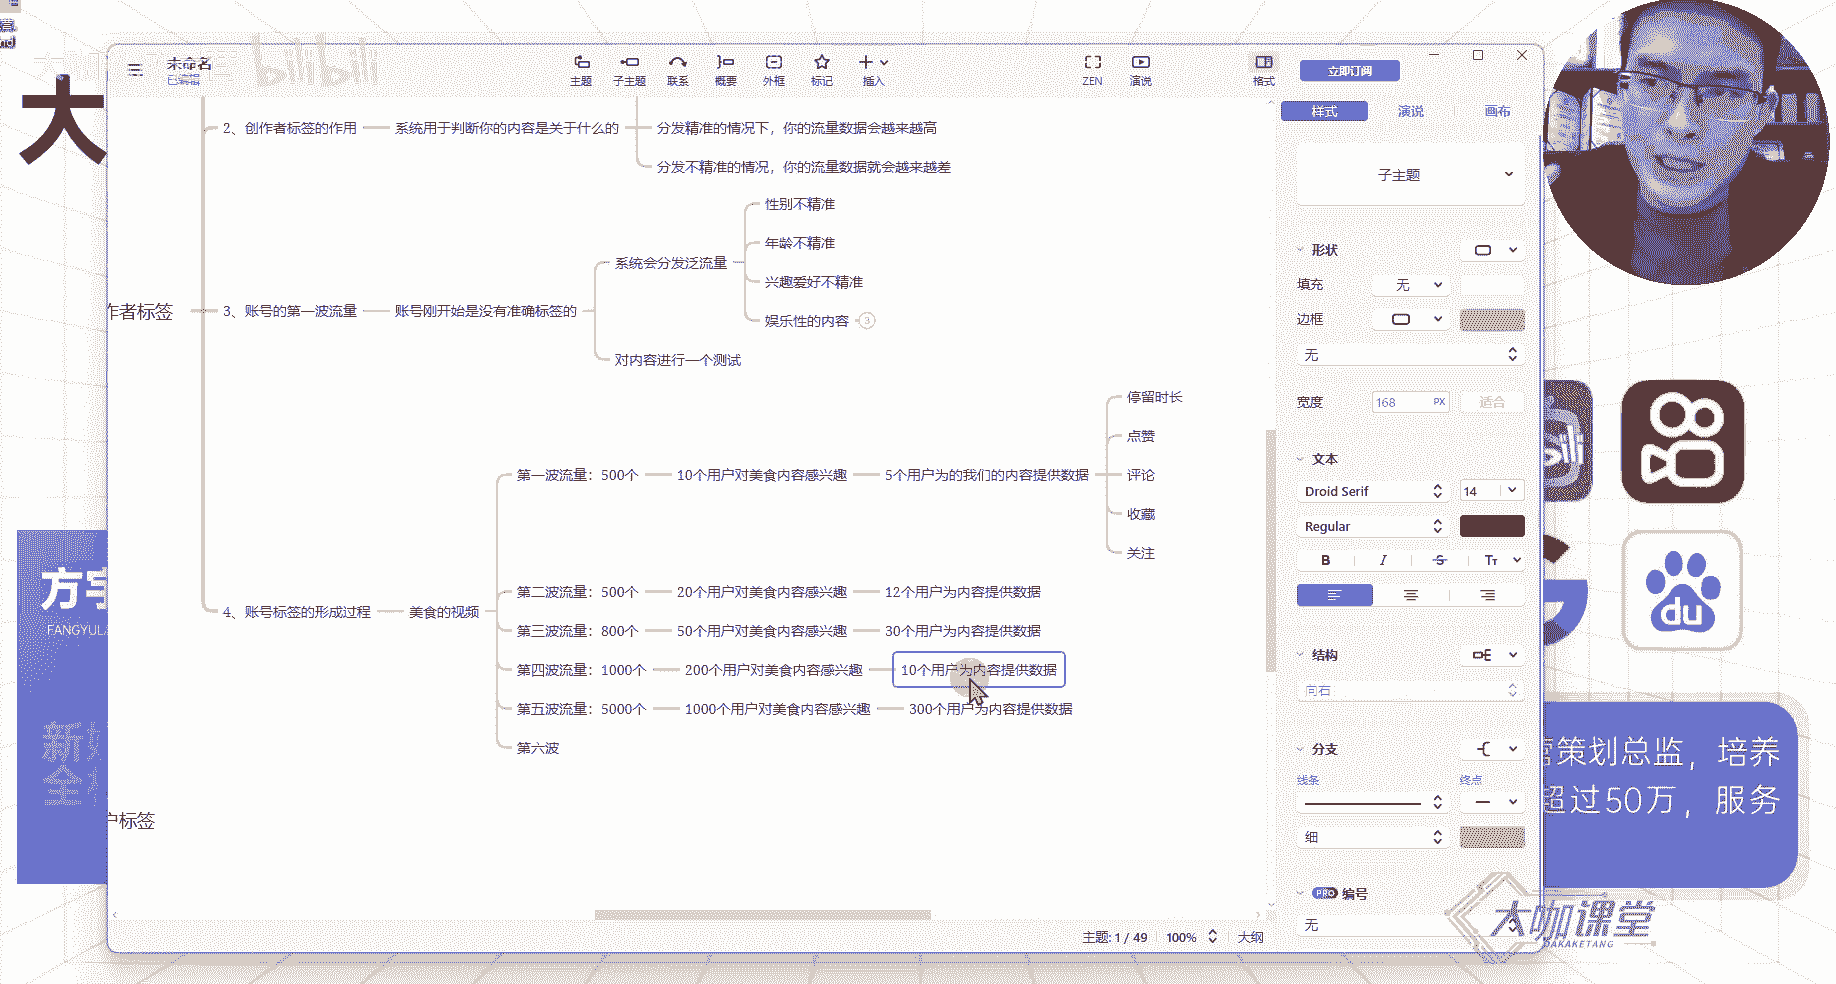 未命名
已编辑
bilibili
主题
子主题
联系
概要
外框
标记
插入
ZEN
演说
格式
立即订阅
样式
演说
画布
大
2、创作者标签的作用
系统用于判断你的内容是关于什么的
分发精准的情况下，你的流量数据会越来越高
分发不精准的情况，你的流量数据就会越来越差
作者标签
3、账号的第一波流量
账号刚开始是没有准确标签的
系统会分发泛流量
性别不精准
年龄不精准
兴趣爱好不精准
娱乐性的内容
3
对内容进行一个测试
4、账号标签的形成过程
美食的视频
第一波流量：500个
10个用户对美食内容感兴趣
5个用户为的我们的内容提供数据
停留时长
点赞
评论
收藏
关注
第二波流量：500个
20个用户对美食内容感兴趣
12个用户为内容提供数据
第三波流量：800个
50个用户对美食内容感兴趣
30个用户为内容提供数据
第四波流量：1000个
200个用户对美食内容感兴趣
10个用户为内容提供数据
第五波流量：5000个
1000个用户对美食内容感兴趣
300个用户为内容提供数据
第六波
户标签
子主题
形状
填充
无
边框
无
宽度
168
PX
适合
文本
Droid Serif
14
Regular
B
I
S
Tт
结构
向右
分支
线条
终点
细
PRO
编号
无
主题: 1 / 49
100%
大纲
方宇
FANGYUL
新
全
du
营策划总监，培养
超过50万，服务
大咖课堂
DAKAKETANG